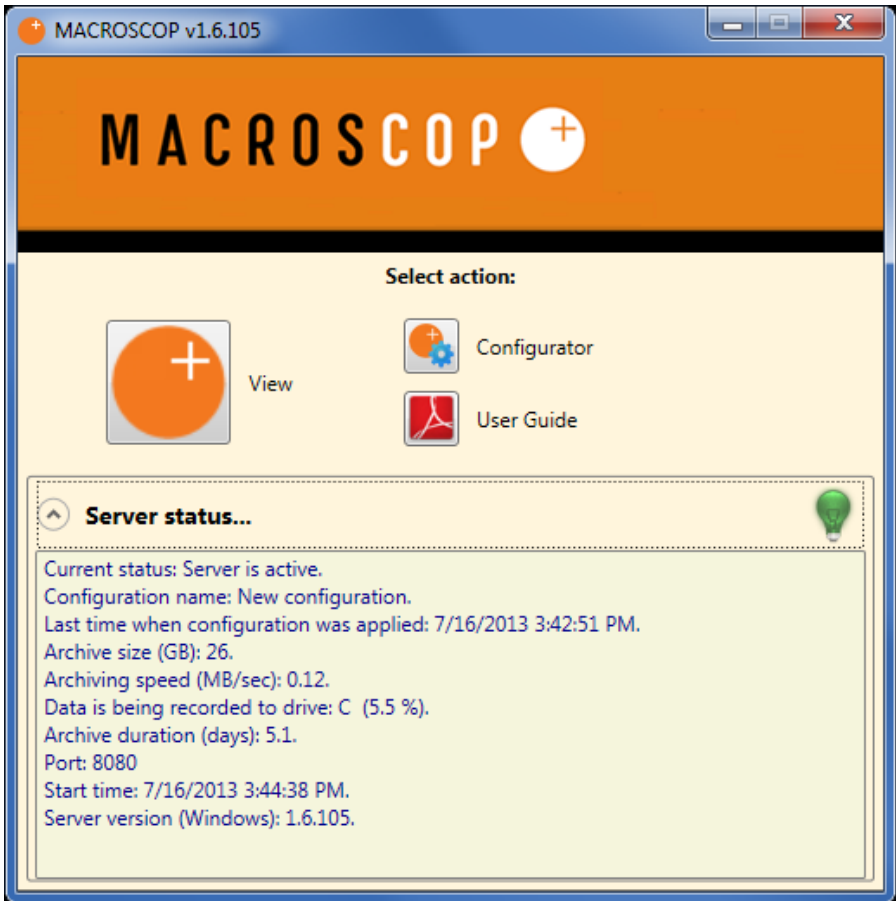 MACROSCOP v1.6.105
MACROSCOP
Select action:
View
Configurator
User Guide
Server status...
Current status: Server is active.
Configuration name: New configuration.
Last time when configuration was applied: 7/16/2013 3:42:51 PM.
Archive size (GB): 26.
Archiving speed (MB/sec): 0.12.
Data is being recorded to drive: C  (5.5 %).
Archive duration (days): 5.1.
Port: 8080
Start time: 7/16/2013 3:44:38 PM.
Server version (Windows): 1.6.105.